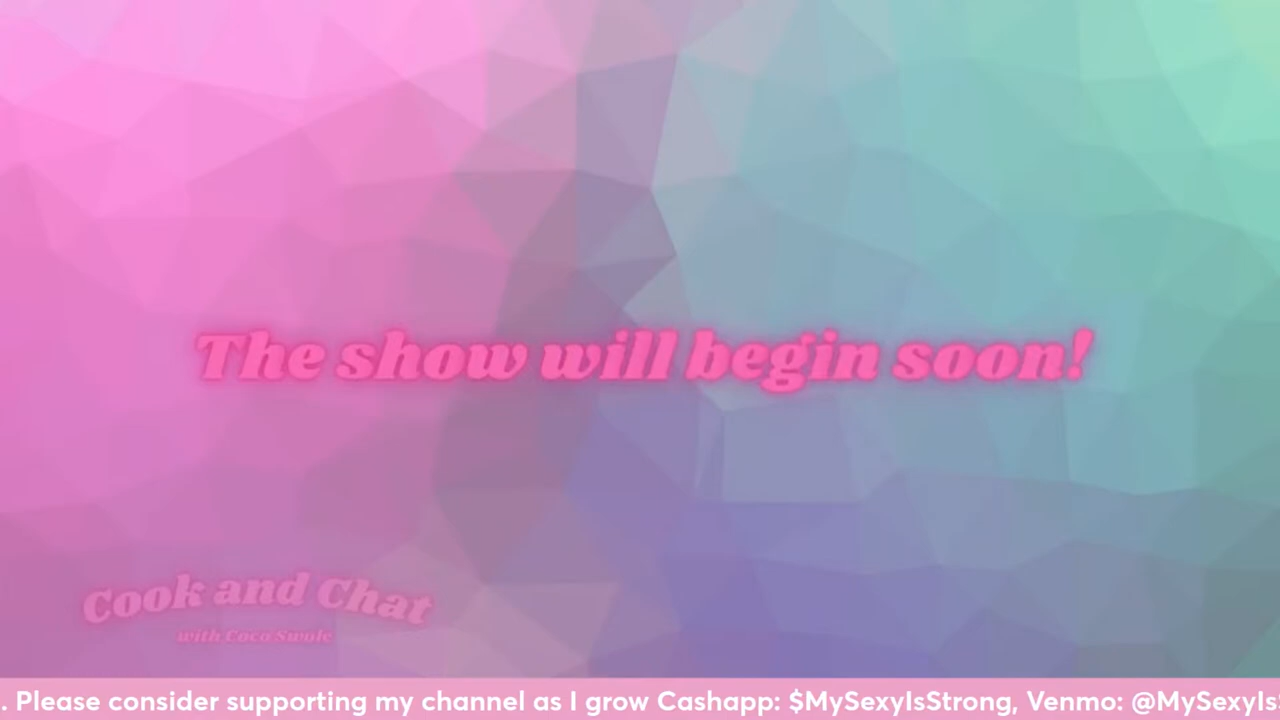 The show will begin soon!
Cook and Chat
with Coco Swole
. Please consider supporting my channel as I grow Cashapp: $MySexyIsStrong, Venmo: @MySexyIs